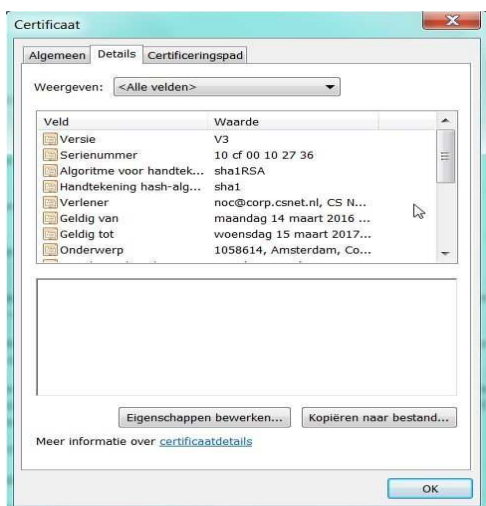 Certificaat
Algemeen Details Certificeringspad
Weergeven: <Alle velden>
Veld Waarde
Versie V3
Serienummer 10 cf 00 10 27 36
Algoritme voor handtek... sha1RSA
Handtekening hash-alg... sha1
Verlener noc@corp.csnet.nl, CS N...
Geldig van maandag 14 maart 2016 ...
Geldig tot woensdag 15 maart 2017...
Onderwerp 1058614, Amsterdam, Co...
Eigenschappen bewerken... Kopiëren naar bestand...
Meer informatie over certificaatdetails
OK